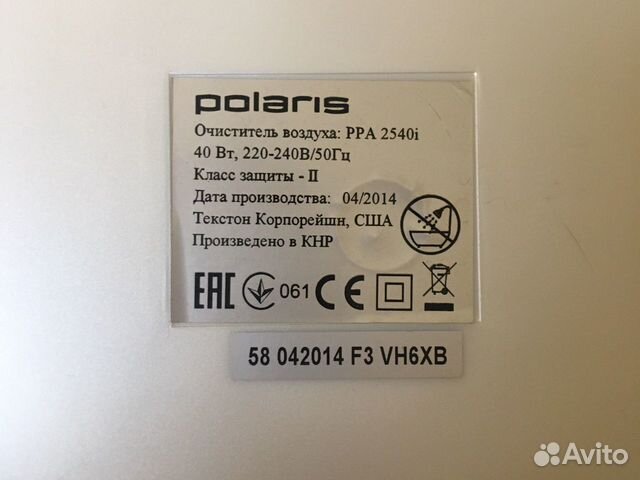 polaris
Очиститель воздуха: PPA 2540i
40 Вт, 220-240В/50Гц
Класс защиты - II
Дата производства: 04/2014
Текстон Корпорейшн, США
Произведено в КНР
EAC 061 CE
58 042014 F3 VH6XB
Avito